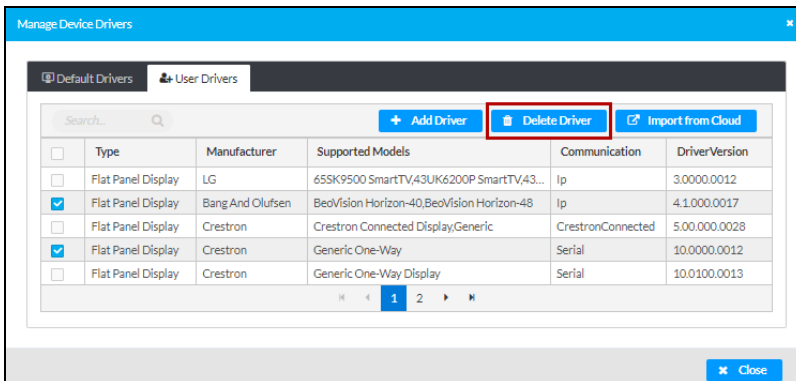 Manage Device Drivers
Default Drivers User Drivers
Search... Add Driver Delete Driver Import from Cloud
Type Manufacturer Supported Models Communication DriverVersion
Flat Panel Display LG 65SK9500 SmartTV,43UK6200P SmartTV,43... Ip 3.0000.0012
Flat Panel Display Bang And Olufsen BeoVision Horizon-40,BeoVision Horizon-48 Ip 4.1.000.0017
Flat Panel Display Crestron Crestron Connected Display,Generic CrestronConnected 5.00.000.0028
Flat Panel Display Crestron Generic One-Way Serial 10.0000.0012
Flat Panel Display Crestron Generic One-Way Display Serial 10.0100.0013
1 2
Close